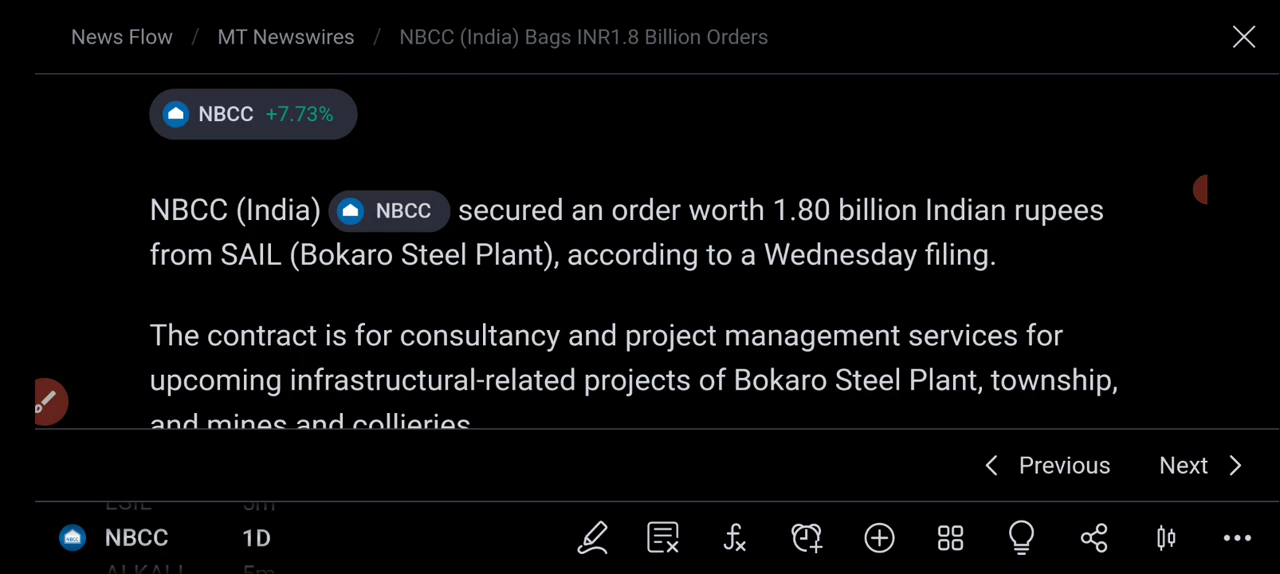 News Flow / MT Newswires / NBCC (India) Bags INR1.8 Billion Orders
NBCC +7.73%
NBCC (India) NBCC secured an order worth 1.80 billion Indian rupees
from SAIL (Bokaro Steel Plant), according to a Wednesday filing.
The contract is for consultancy and project management services for
upcoming infrastructural-related projects of Bokaro Steel Plant, township,
and mines and collieries
Previous Next
NBCC 1D